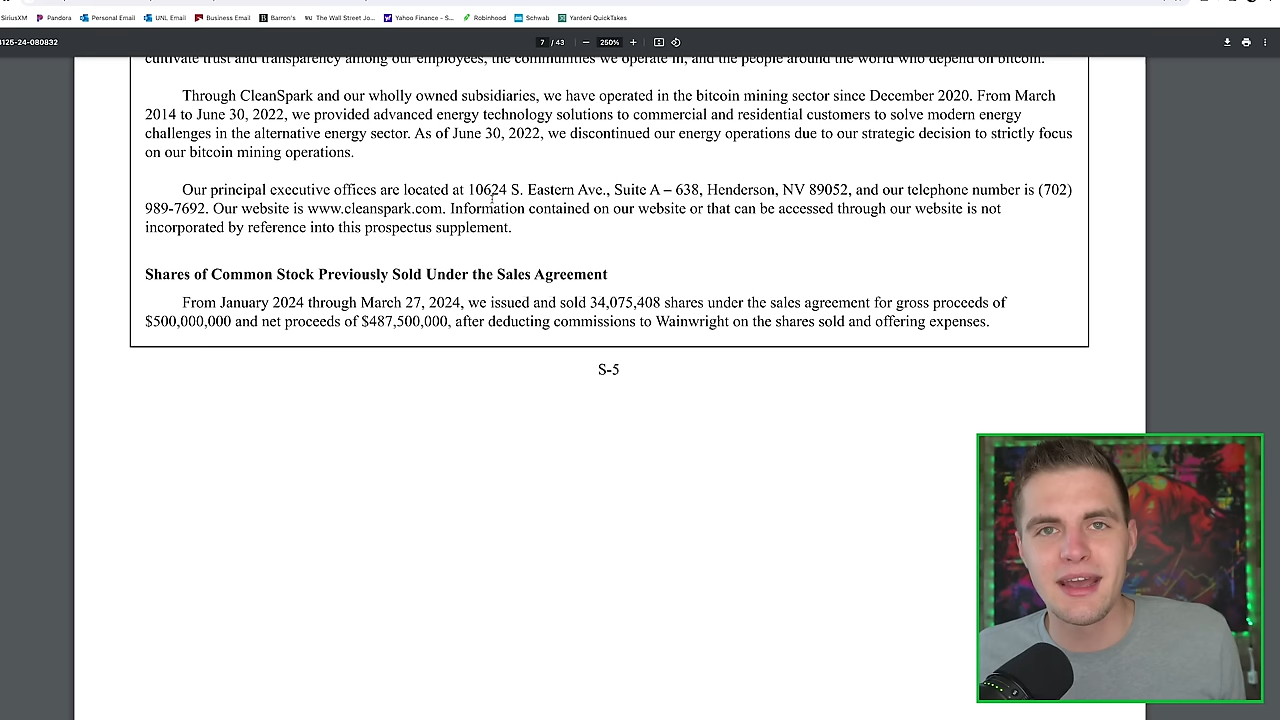 SiriusXM Pandora Personal Email UNL Email Business Email B Barron's WJ The Wall Street Jo... Yahoo Finance - S... Robinhood Schwab Yardeni QuickTakes
1125-24-080832 7 / 43 − 250% +
cultivate trust and transparency among our employees, the communities we operate in, and the people around the world who depend on bitcoin.
Through CleanSpark and our wholly owned subsidiaries, we have operated in the bitcoin mining sector since December 2020. From March
2014 to June 30, 2022, we provided advanced energy technology solutions to commercial and residential customers to solve modern energy
challenges in the alternative energy sector. As of June 30, 2022, we discontinued our energy operations due to our strategic decision to strictly focus
on our bitcoin mining operations.
Our principal executive offices are located at 10624 S. Eastern Ave., Suite A – 638, Henderson, NV 89052, and our telephone number is (702)
989-7692. Our website is www.cleanspark.com. Information contained on our website or that can be accessed through our website is not
incorporated by reference into this prospectus supplement.
Shares of Common Stock Previously Sold Under the Sales Agreement
From January 2024 through March 27, 2024, we issued and sold 34,075,408 shares under the sales agreement for gross proceeds of
$500,000,000 and net proceeds of $487,500,000, after deducting commissions to Wainwright on the shares sold and offering expenses.
S-5